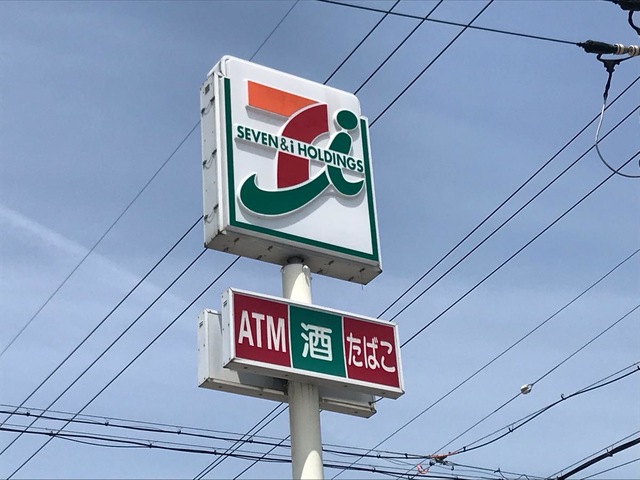 SEVEN&i HOLDINGS
ATM 酒 たばこ